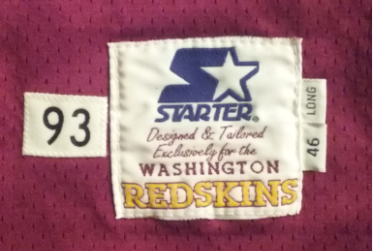 93
STARTER.
Designed & Tailored
Exclusively for the
WASHINGTON
REDSKINS
46 LONG